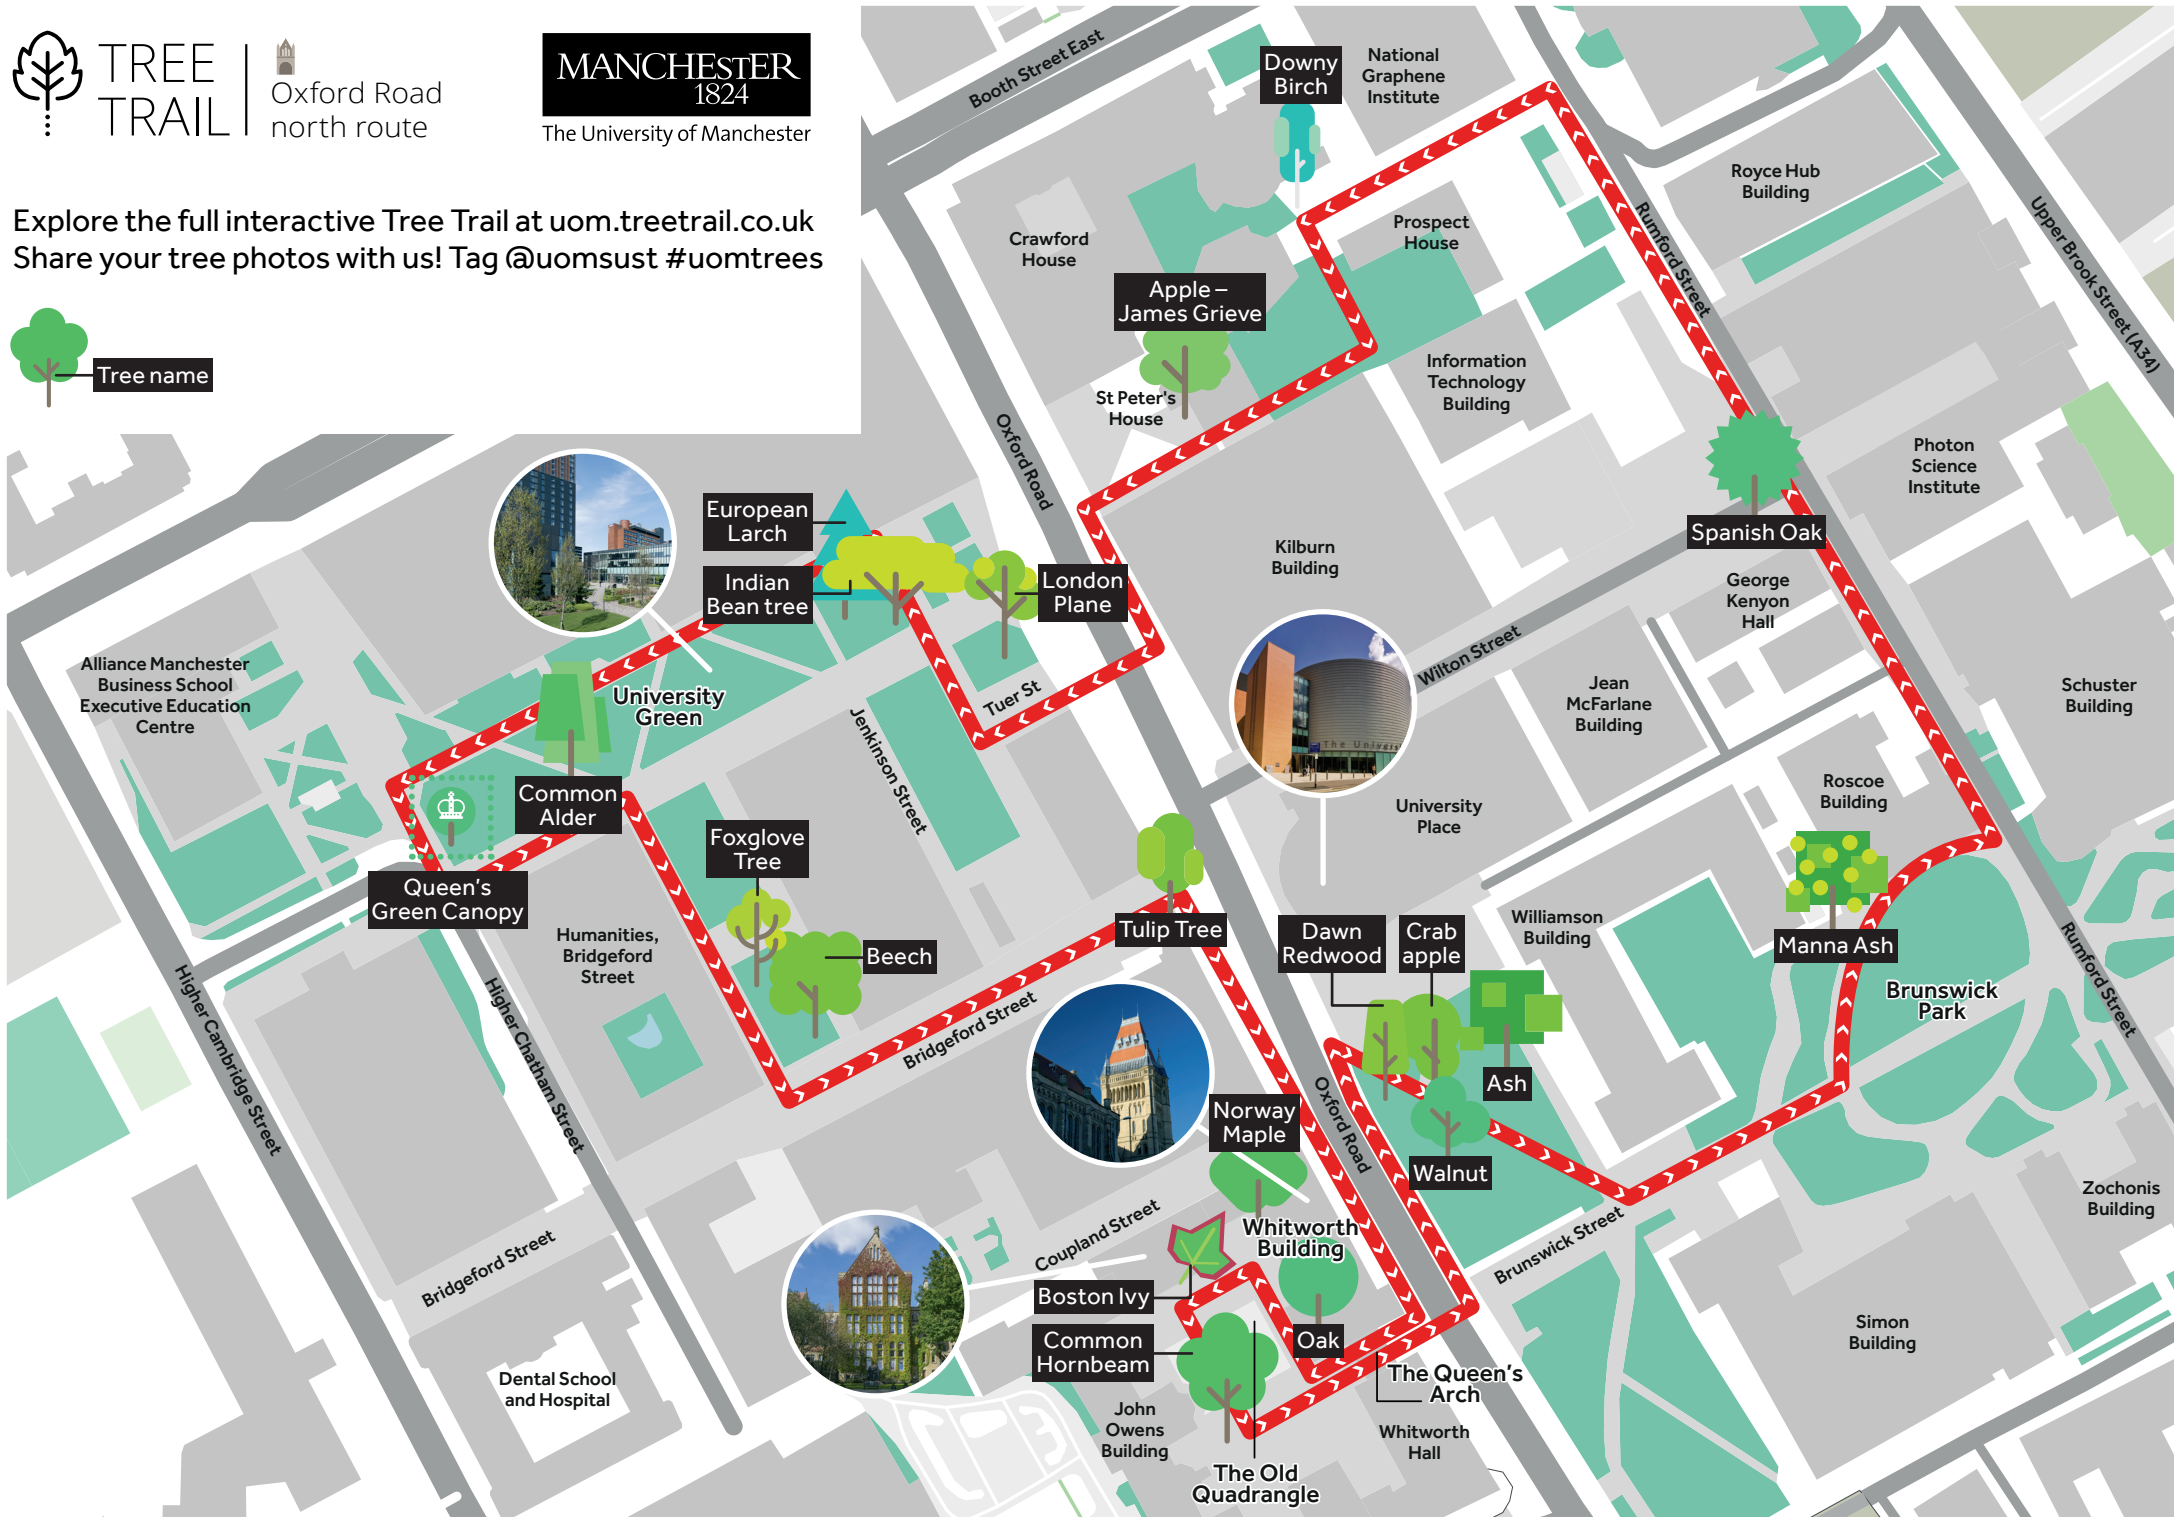 TREE
TRAIL
Oxford Road
north route
MANCHESTER
1824
The University of Manchester
Explore the full interactive Tree Trail at uom.treetrail.co.uk
Share your tree photos with us! Tag @uomsust #uomtrees
Tree name
Booth Street East
Downy
Birch
National
Graphene
Institute
Royce Hub
Building
Crawford
House
Prospect
House
Rumford Street
Upper Brook Street (A34)
Apple –
James Grieve
St Peter's
House
Information
Technology
Building
Oxford Road
Photon
Science
Institute
Spanish Oak
European
Larch
Indian
Bean tree
London
Plane
Kilburn
Building
George
Kenyon
Hall
Wilton Street
Alliance Manchester
Business School
Executive Education
Centre
University
Green
Tuer St
Jenkinson Street
Jean
McFarlane
Building
Schuster
Building
The Univers
Common
Alder
Foxglove
Tree
University
Place
Roscoe
Building
Queen's
Green Canopy
Humanities,
Bridgeford
Street
Beech
Tulip Tree
Dawn
Redwood
Crab
apple
Williamson
Building
Manna Ash
Brunswick
Park
Rumford Street
Higher Cambridge Street
Higher Chatham Street
Bridgeford Street
Norway
Maple
Oxford Road
Ash
Walnut
Zochonis
Building
Coupland Street
Whitworth
Building
Brunswick Street
Bridgeford Street
Boston Ivy
Common
Hornbeam
Oak
Simon
Building
The Queen's
Arch
Dental School
and Hospital
John
Owens
Building
Whitworth
Hall
The Old
Quadrangle